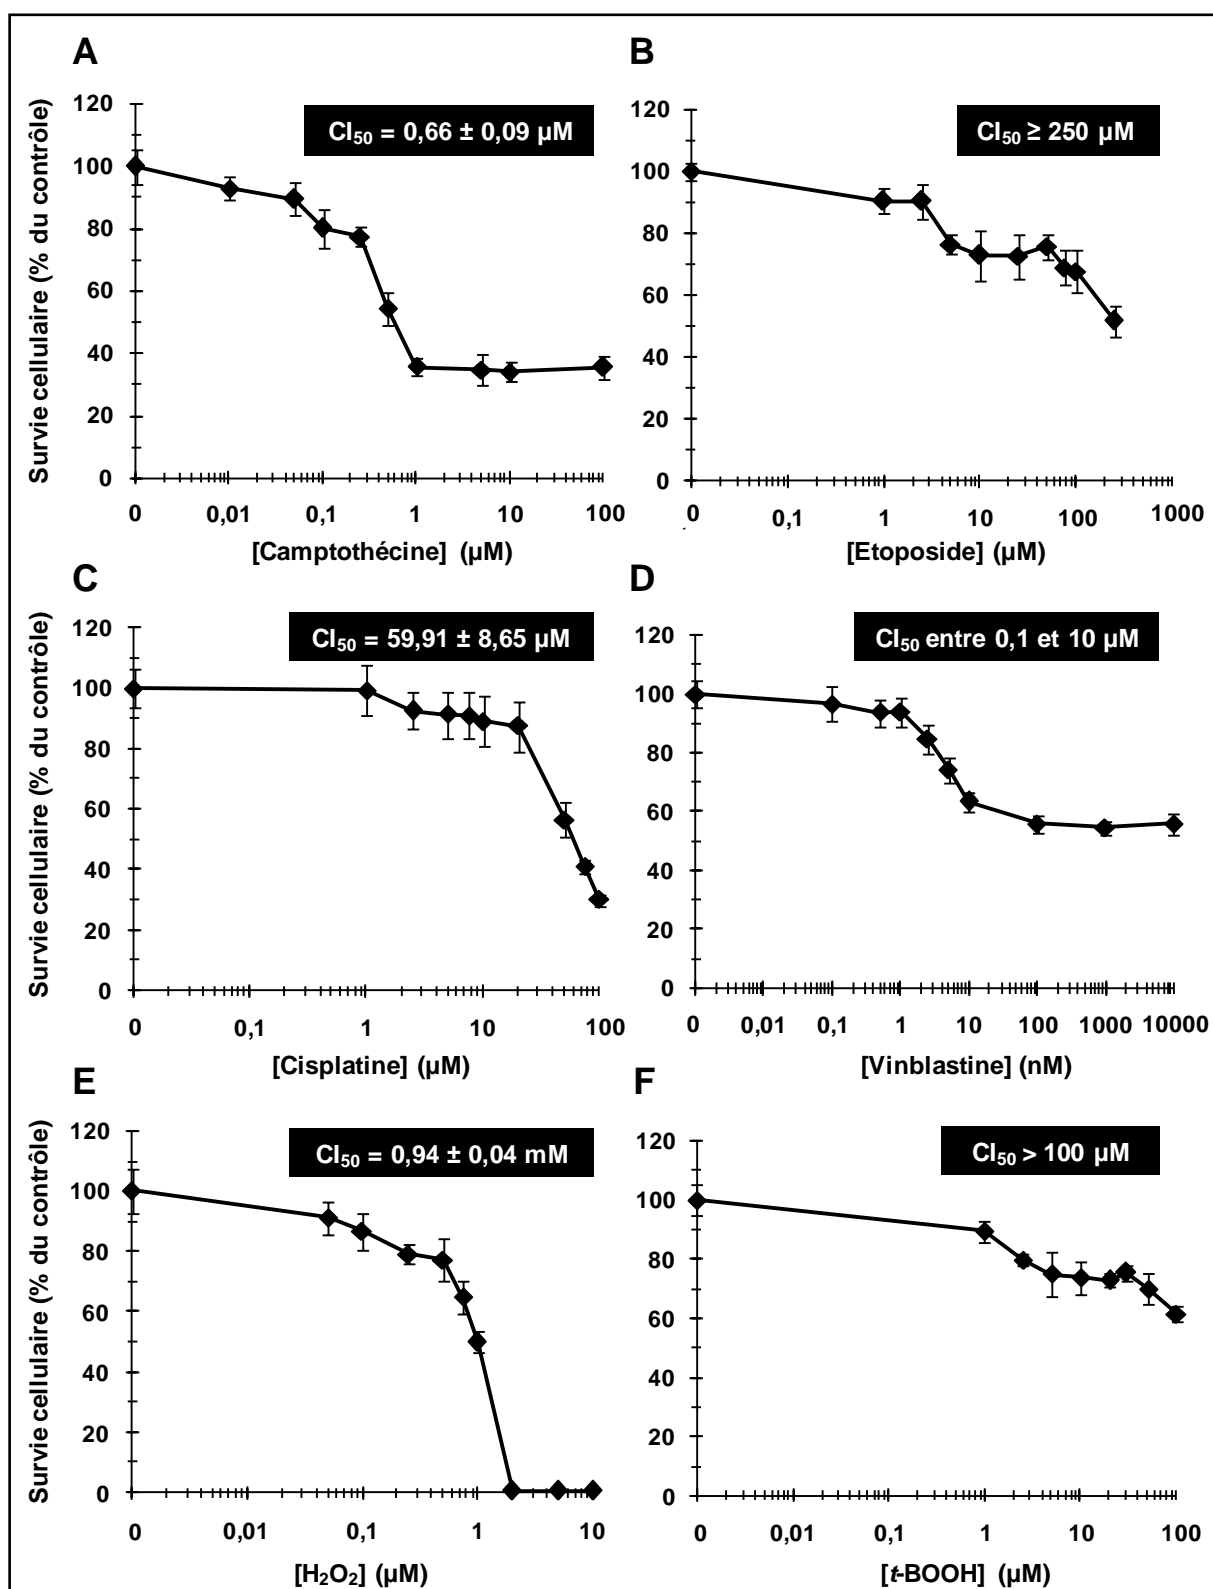 A
B
Survie cellulaire (% du contrôle)
120
100
80
60
40
20
0
CI50 = 0,66 ± 0,09 µM
0 0,01 0,1 1 10 100
[Camptothécine] (µM)
120
100
80
60
40
20
0
CI50 ≥ 250 µM
0 0,1 1 10 100 1000
[Etoposide] (µM)
C
D
Survie cellulaire (% du contrôle)
120
100
80
60
40
20
0
CI50 = 59,91 ± 8,65 µM
0 0,1 1 10 100
[Cisplatine] (µM)
120
100
80
60
40
20
0
CI50 entre 0,1 et 10 µM
0 0,01 0,1 1 10 100 1000 10000
[Vinblastine] (nM)
E
F
Survie cellulaire (% du contrôle)
120
100
80
60
40
20
0
CI50 = 0,94 ± 0,04 mM
0 0,01 0,1 1 10
[H2O2] (µM)
120
100
80
60
40
20
0
CI50 > 100 µM
0 0,01 0,1 1 10 100
[t-BOOH] (µM)